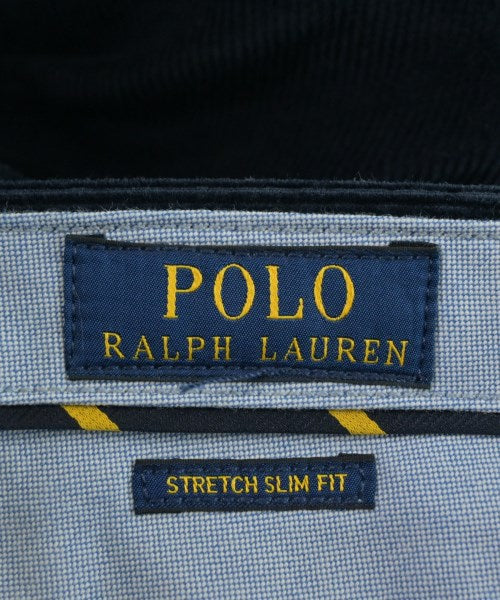 POLO
RALPH LAUREN
STRETCH SLIM FIT